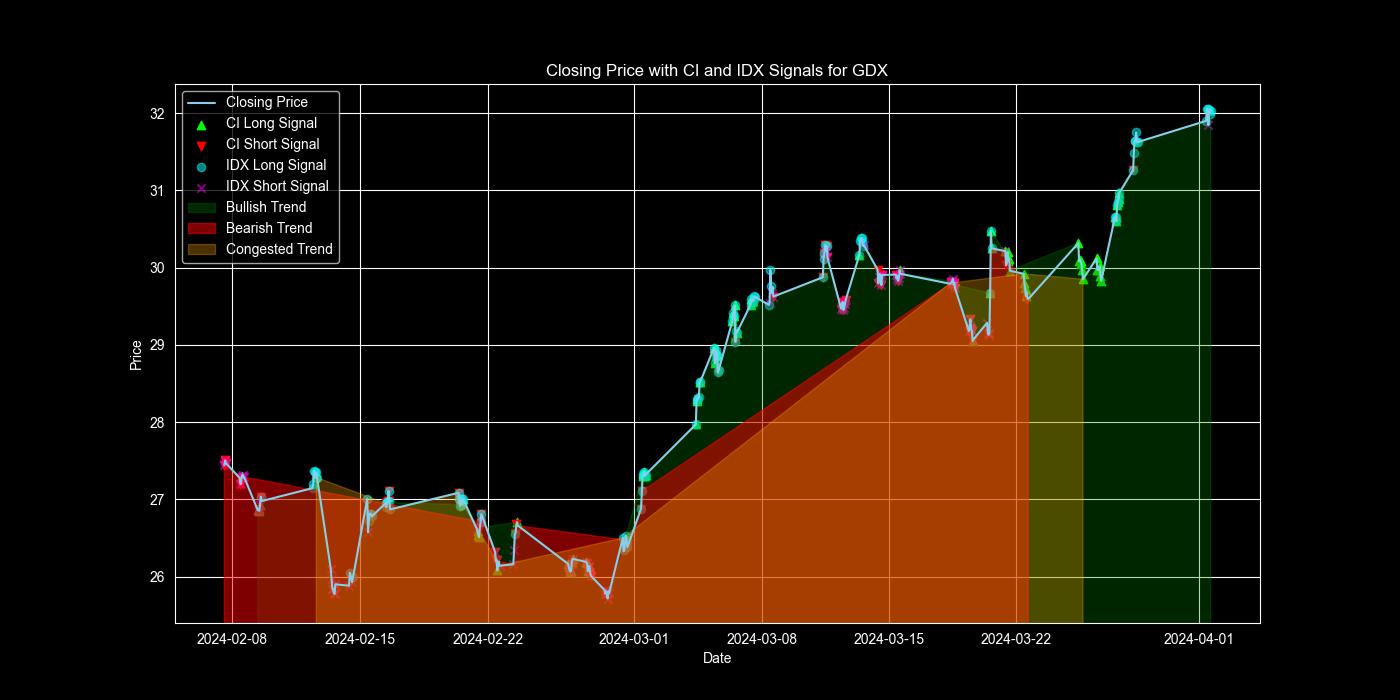 Closing Price with CI and IDX Signals for GDX
Closing Price
CI Long Signal
CI Short Signal
IDX Long Signal
IDX Short Signal
Bullish Trend
Bearish Trend
Congested Trend
32
31
30
29
28
27
26
Price
2024-02-08 2024-02-15 2024-02-22 2024-03-01 2024-03-08 2024-03-15 2024-03-22 2024-04-01
Date